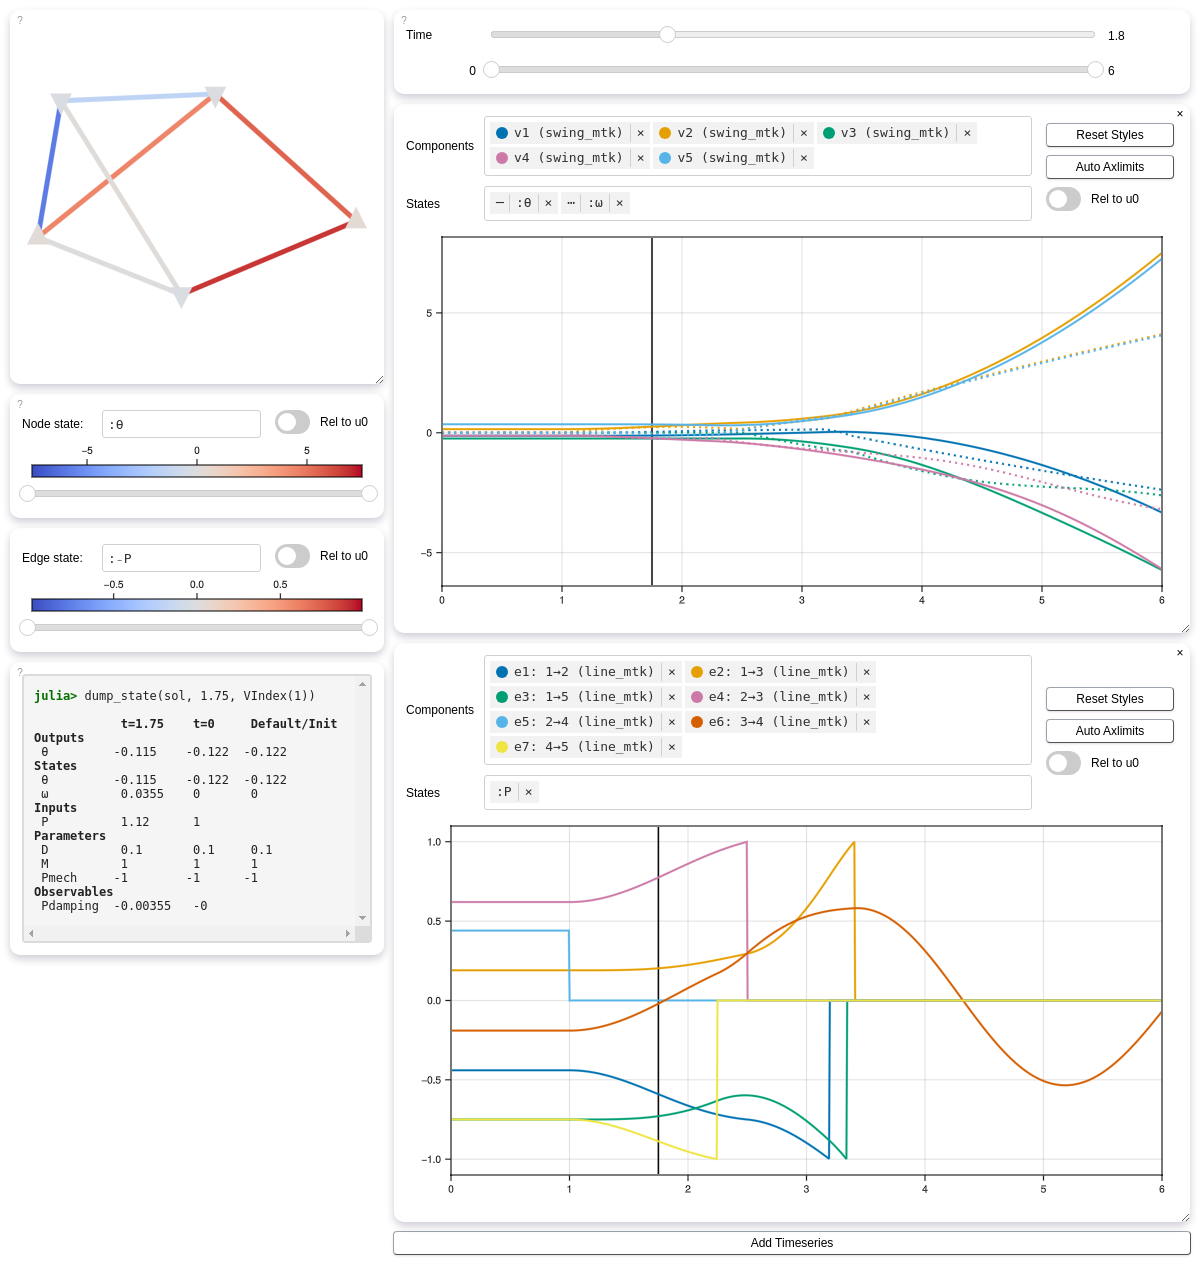 ?
?
Node state:
:θ
Rel to u0
−5 0 5
Edge state:
:₋P
Rel to u0
−0.5 0.0 0.5
?
julia> dump_state(sol, 1.75, VIndex(1))
t=1.75 t=0 Default/Init
Outputs
θ -0.115 -0.122 -0.122
States
θ -0.115 -0.122 -0.122
ω 0.0355 0 0
Inputs
P 1.12 1
Parameters
D 0.1 0.1 0.1
M 1 1 1
Pmech -1 -1 -1
Observables
Pdamping -0.00355 -0
?
Time
1.8
0 6
×
Components
v1 (swing_mtk) × v2 (swing_mtk) × v3 (swing_mtk) ×
v4 (swing_mtk) × v5 (swing_mtk) ×
Reset Styles
Auto Axlimits
States
— :θ × ··· :ω ×
Rel to u0
5
0
−5
0 1 2 3 4 5 6
×
Components
e1: 1→2 (line_mtk) × e2: 1→3 (line_mtk) ×
e3: 1→5 (line_mtk) × e4: 2→3 (line_mtk) ×
e5: 2→4 (line_mtk) × e6: 3→4 (line_mtk) ×
e7: 4→5 (line_mtk) ×
Reset Styles
Auto Axlimits
Rel to u0
States
:P ×
1.0
0.5
0.0
−0.5
−1.0
0 1 2 3 4 5 6
Add Timeseries